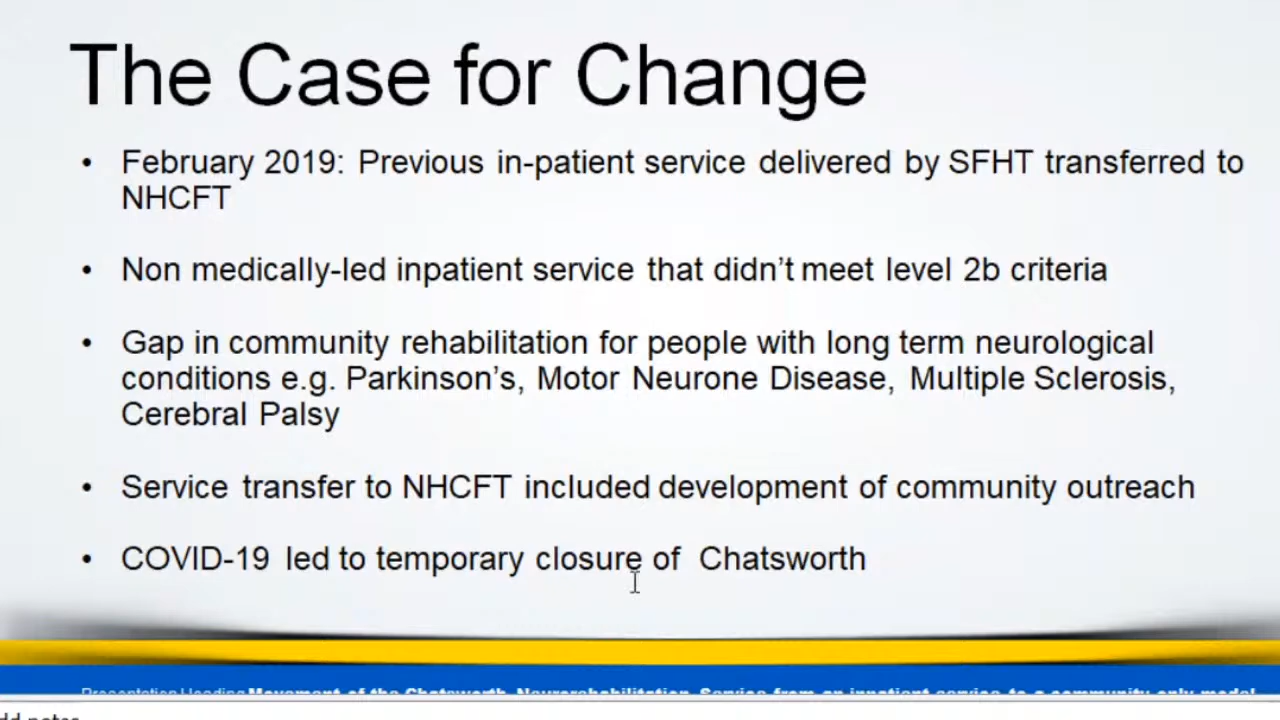 The Case for Change
• February 2019: Previous in-patient service delivered by SFHT transferred to
NHCFT
• Non medically-led inpatient service that didn't meet level 2b criteria
• Gap in community rehabilitation for people with long term neurological
conditions e.g. Parkinson's, Motor Neurone Disease, Multiple Sclerosis,
Cerebral Palsy
• Service transfer to NHCFT included development of community outreach
• COVID-19 led to temporary closure of Chatsworth
Presentation Heading Movement of the Chatsworth Neurorehabilitation Service from an inpatient service to a community only model
add notes